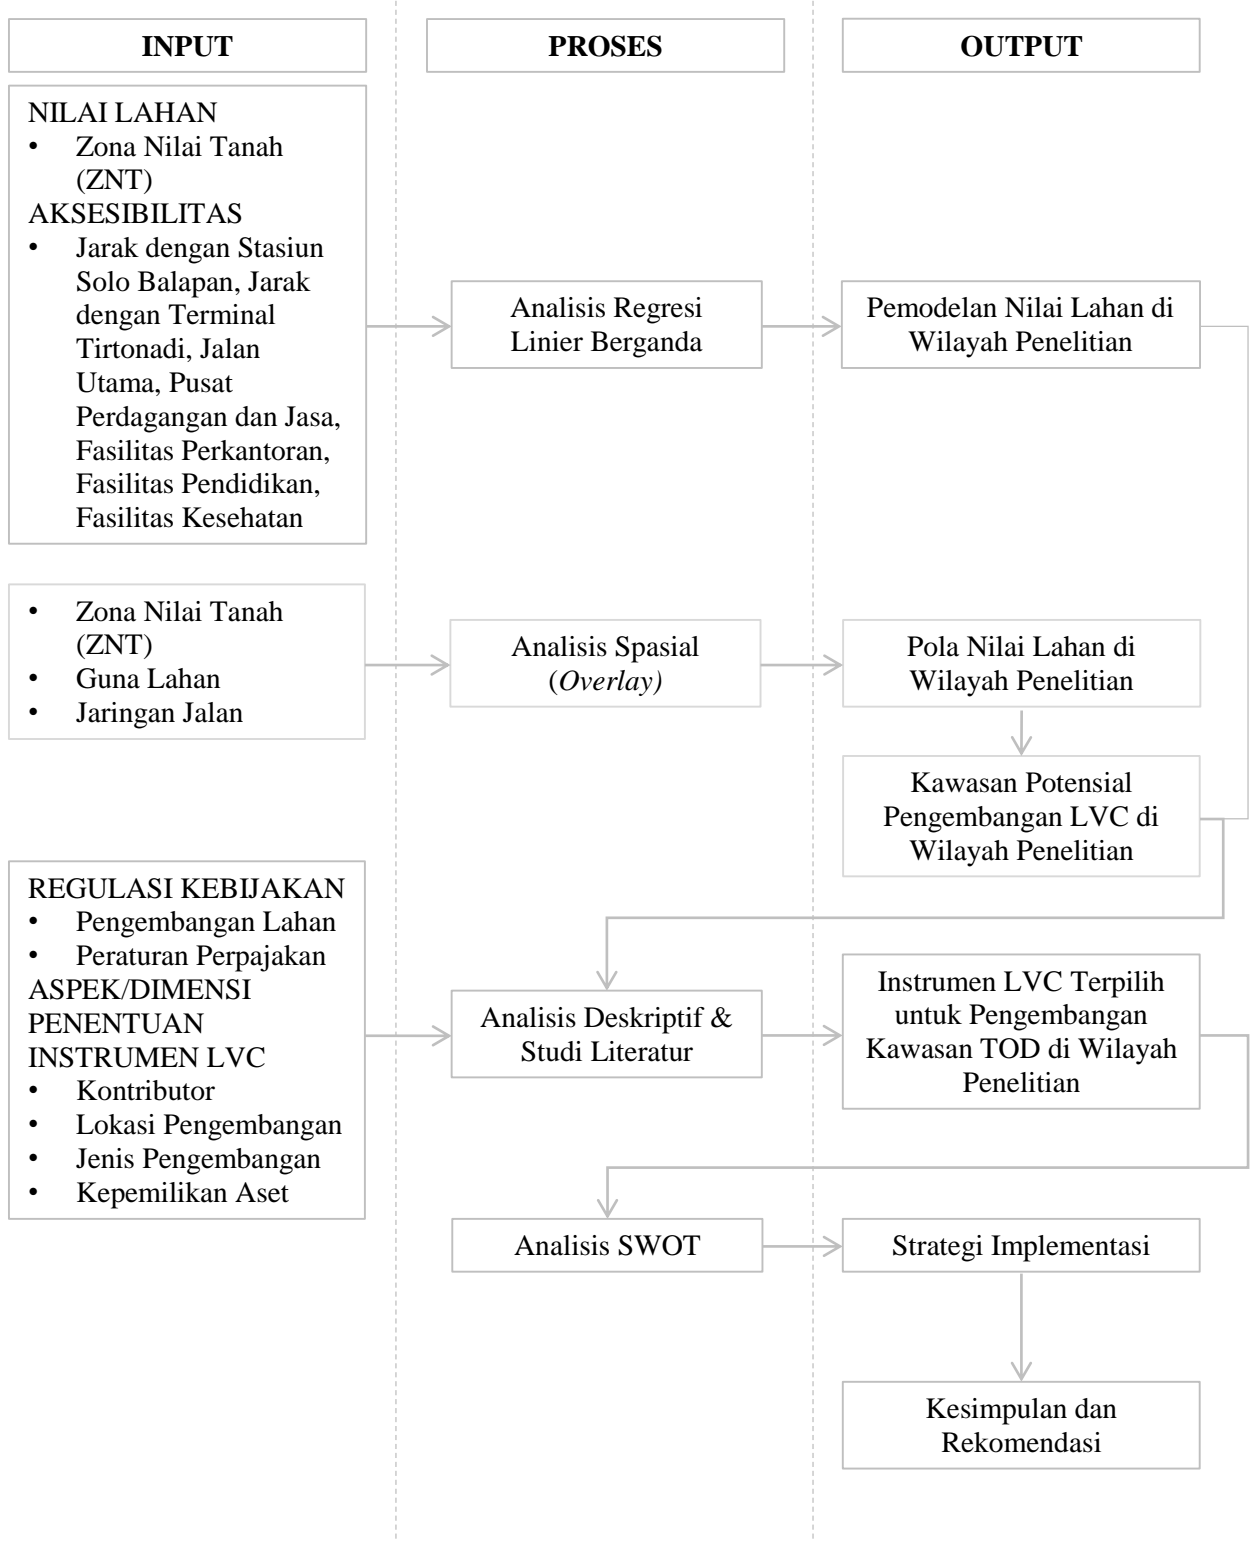 INPUT
PROSES
OUTPUT
NILAI LAHAN
• Zona Nilai Tanah
(ZNT)
AKSESIBILITAS
• Jarak dengan Stasiun
Solo Balapan, Jarak
dengan Terminal
Tirtonadi, Jalan
Utama, Pusat
Perdagangan dan Jasa,
Fasilitas Perkantoran,
Fasilitas Pendidikan,
Fasilitas Kesehatan
Analisis Regresi
Linier Berganda
Pemodelan Nilai Lahan di
Wilayah Penelitian
• Zona Nilai Tanah
(ZNT)
• Guna Lahan
• Jaringan Jalan
Analisis Spasial
(Overlay)
Pola Nilai Lahan di
Wilayah Penelitian
Kawasan Potensial
Pengembangan LVC di
Wilayah Penelitian
REGULASI KEBIJAKAN
• Pengembangan Lahan
• Peraturan Perpajakan
ASPEK/DIMENSI
PENENTUAN
INSTRUMEN LVC
• Kontributor
• Lokasi Pengembangan
• Jenis Pengembangan
• Kepemilikan Aset
Analisis Deskriptif &
Studi Literatur
Instrumen LVC Terpilih
untuk Pengembangan
Kawasan TOD di Wilayah
Penelitian
Analisis SWOT
Strategi Implementasi
Kesimpulan dan
Rekomendasi